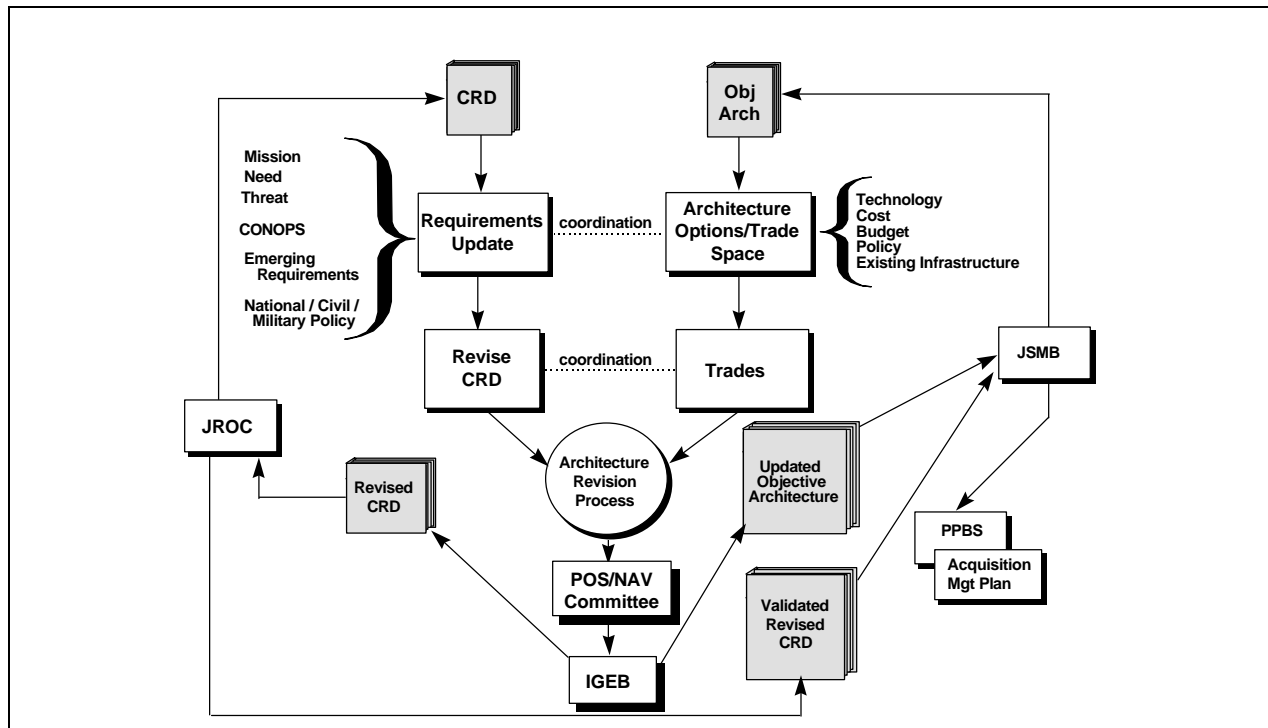 CRD
Obj
Arch
Mission
Need
Threat
CONOPS
Emerging
Requirements
National / Civil /
Military Policy
Requirements
Update
coordination
Architecture
Options/Trade
Space
Technology
Cost
Budget
Policy
Existing Infrastructure
Revise
CRD
coordination
Trades
JSMB
JROC
Architecture
Revision
Process
Updated
Objective
Architecture
Revised
CRD
PPBS
Acquisition
Mgt Plan
POS/NAV
Committee
Validated
Revised
CRD
IGEB